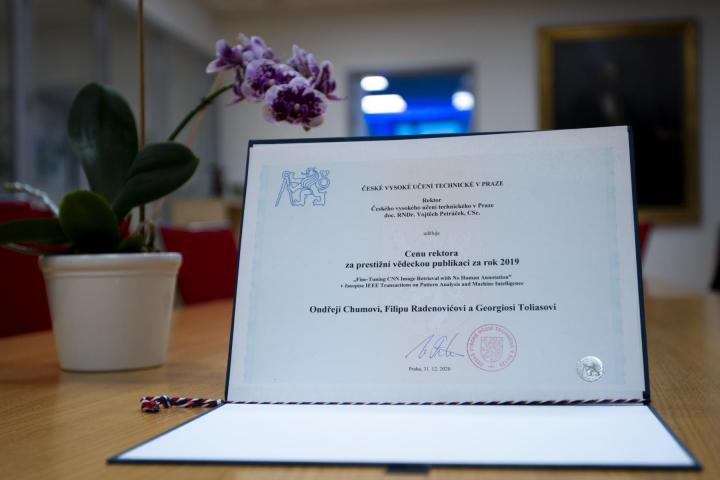 ČESKÉ VYSOKÉ UČENÍ TECHNICKÉ V PRAZE
Rektor
Českého vysokého učení technického v Praze
doc. RNDr. Vojtěch Petráček, CSc.
uděluje
Cenu rektora
za prestižní vědeckou publikaci za rok 2019
„Fine-Tuning CNN Image Retrieval with No Human Annotation"
v časopise IEEE Transactions on Pattern Analysis and Machine Intelligence
Ondřeji Chumovi, Filipu Radenovićovi a Georgiosi Toliasovi
Praha, 31. 12. 2020